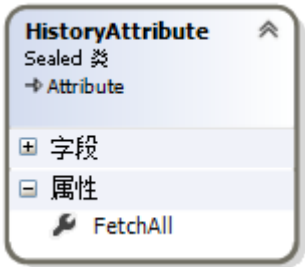 HistoryAttribute
Sealed 类
Attribute
字段
属性
FetchAll